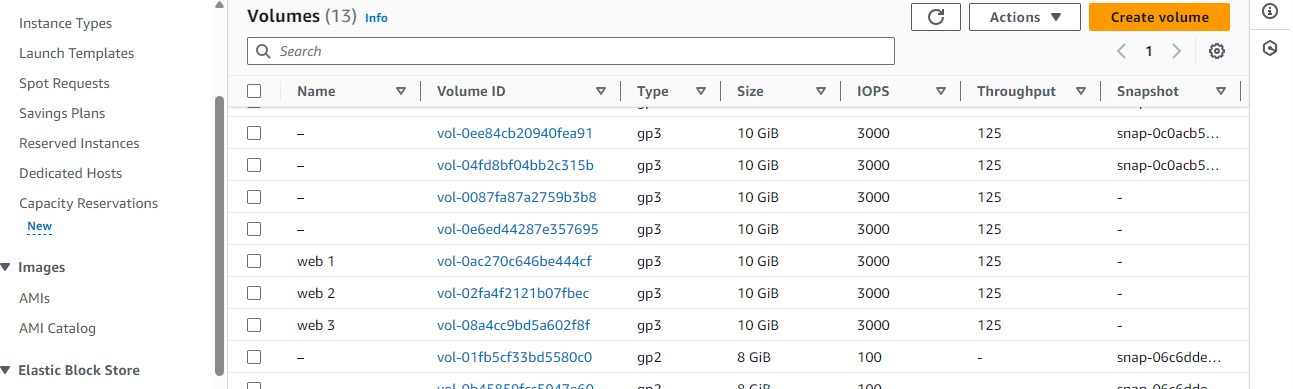 Instance Types
Launch Templates
Spot Requests
Savings Plans
Reserved Instances
Dedicated Hosts
Capacity Reservations
New
Images
AMIs
AMI Catalog
Elastic Block Store
Volumes (13) Info
Actions
Create volume
Search
1
Name Volume ID Type Size IOPS Throughput Snapshot
– vol-0ee84cb20940fea91 gp3 10 GiB 3000 125 snap-0c0acb5...
– vol-04fd8bf04bb2c315b gp3 10 GiB 3000 125 snap-0c0acb5...
– vol-0087fa87a2759b3b8 gp3 10 GiB 3000 125 -
– vol-0e6ed44287e357695 gp3 10 GiB 3000 125 -
web 1 vol-0ac270c646be444cf gp3 10 GiB 3000 125 -
web 2 vol-02fa4f2121b07fbec gp3 10 GiB 3000 125 -
web 3 vol-08a4cc9bd5a602f8f gp3 10 GiB 3000 125 -
– vol-01fb5cf33bd5580c0 gp2 8 GiB 100 - snap-06c6dde...
gp2 8 GiB 100